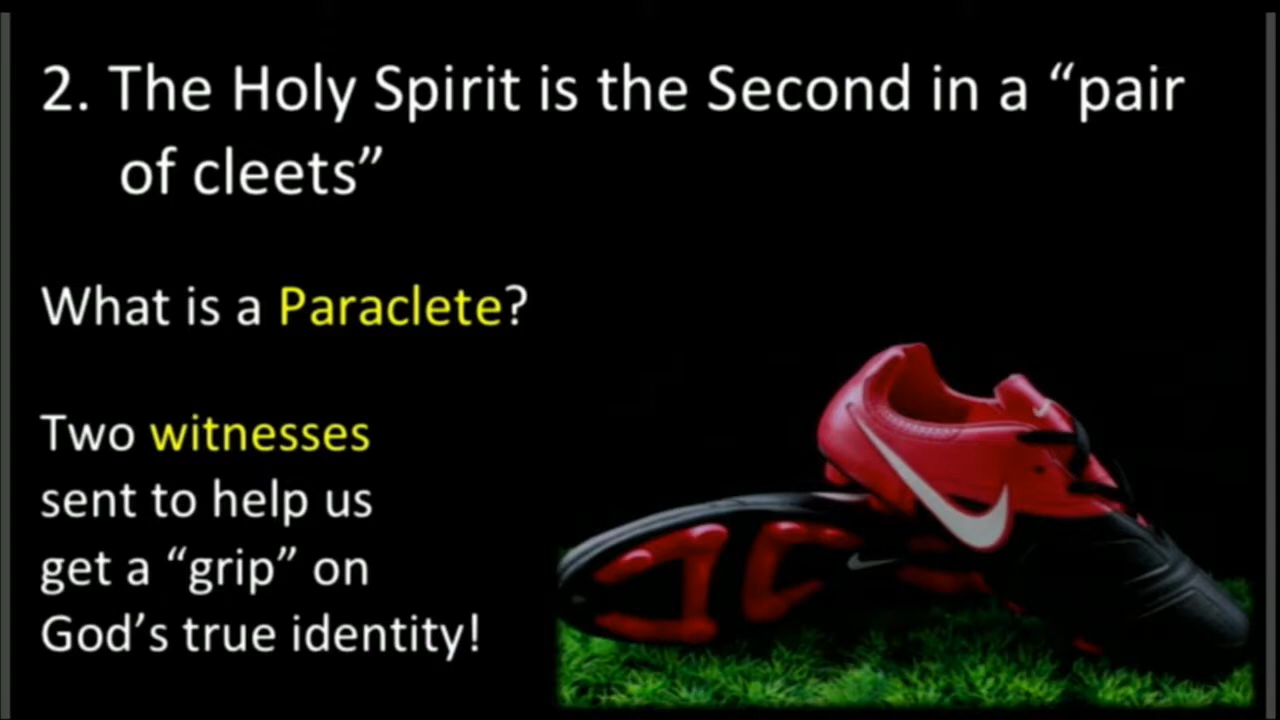 2. The Holy Spirit is the Second in a “pair
of cleets”
What is a Paraclete?
Two witnesses
sent to help us
get a “grip” on
God’s true identity!